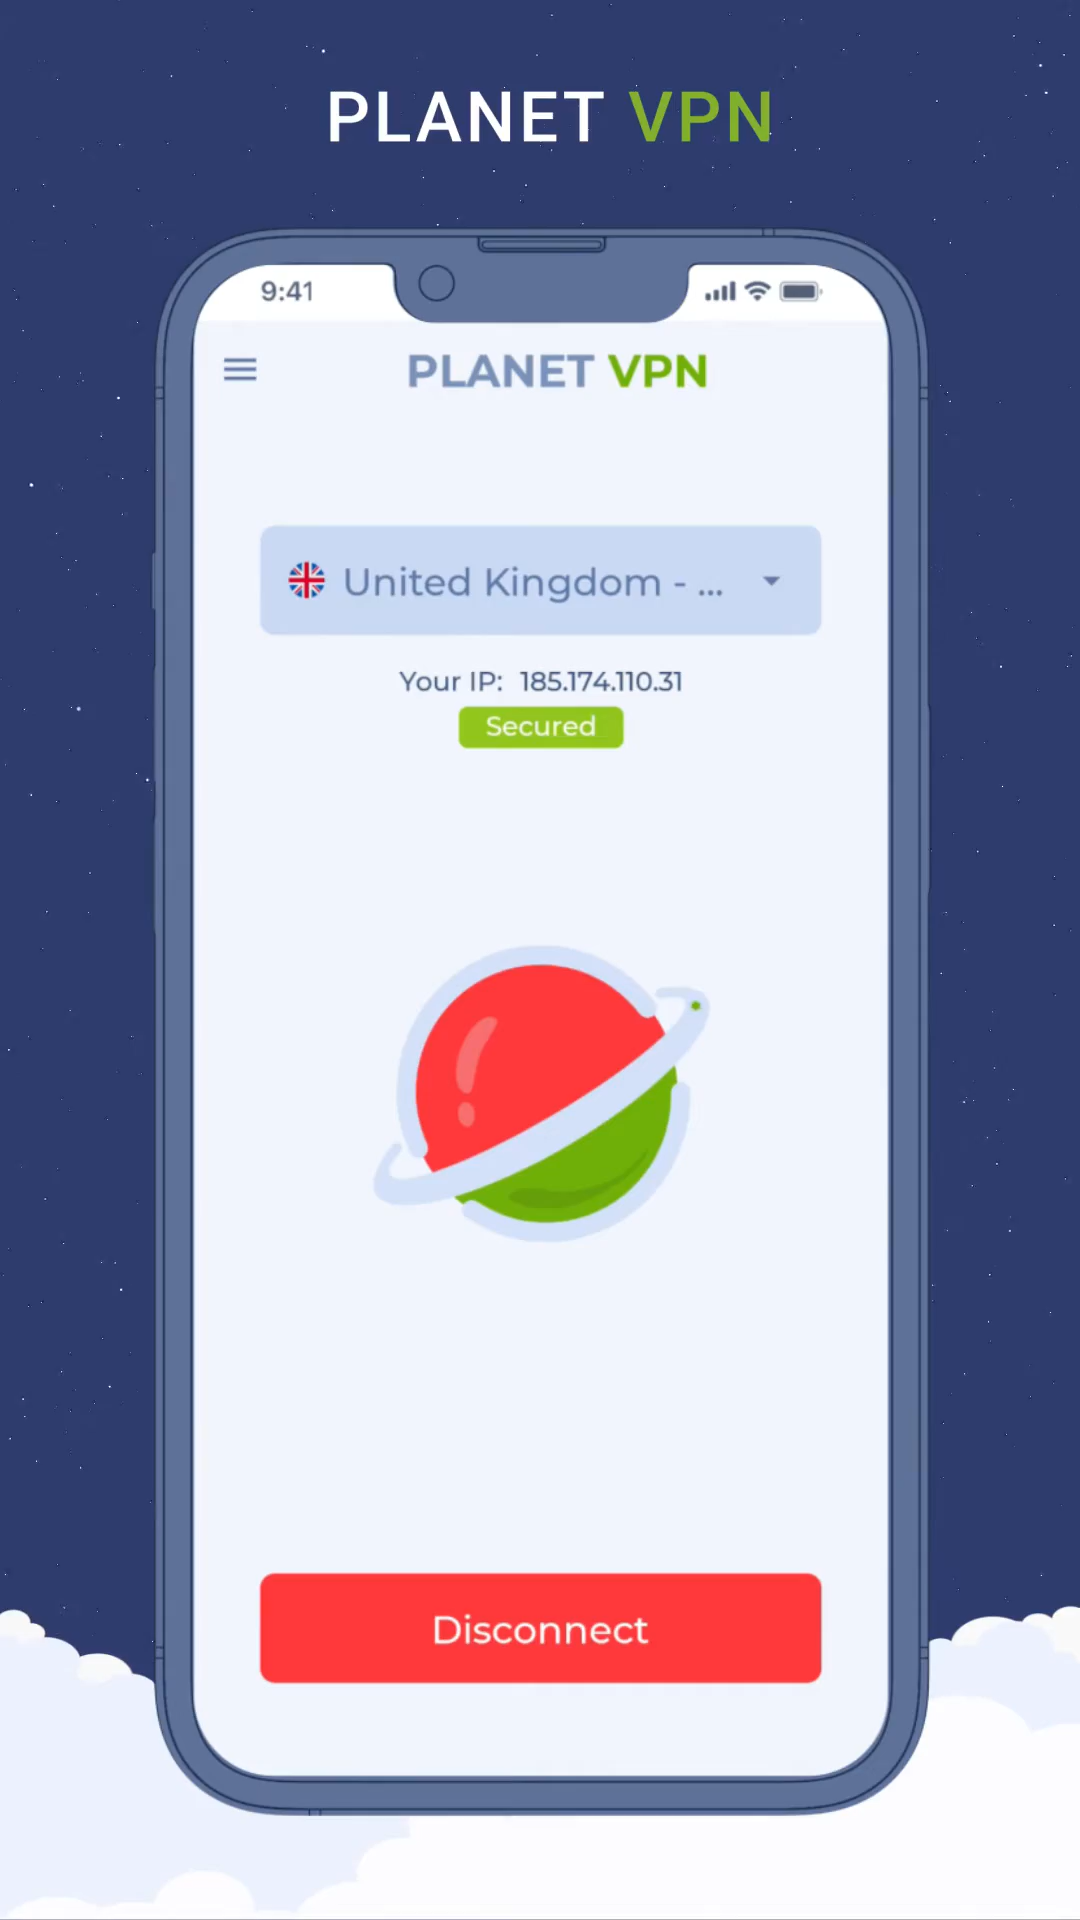 PLANET VPN
9:41
PLANET VPN
United Kingdom - ...
Your IP: 185.174.110.31
Secured
Disconnect